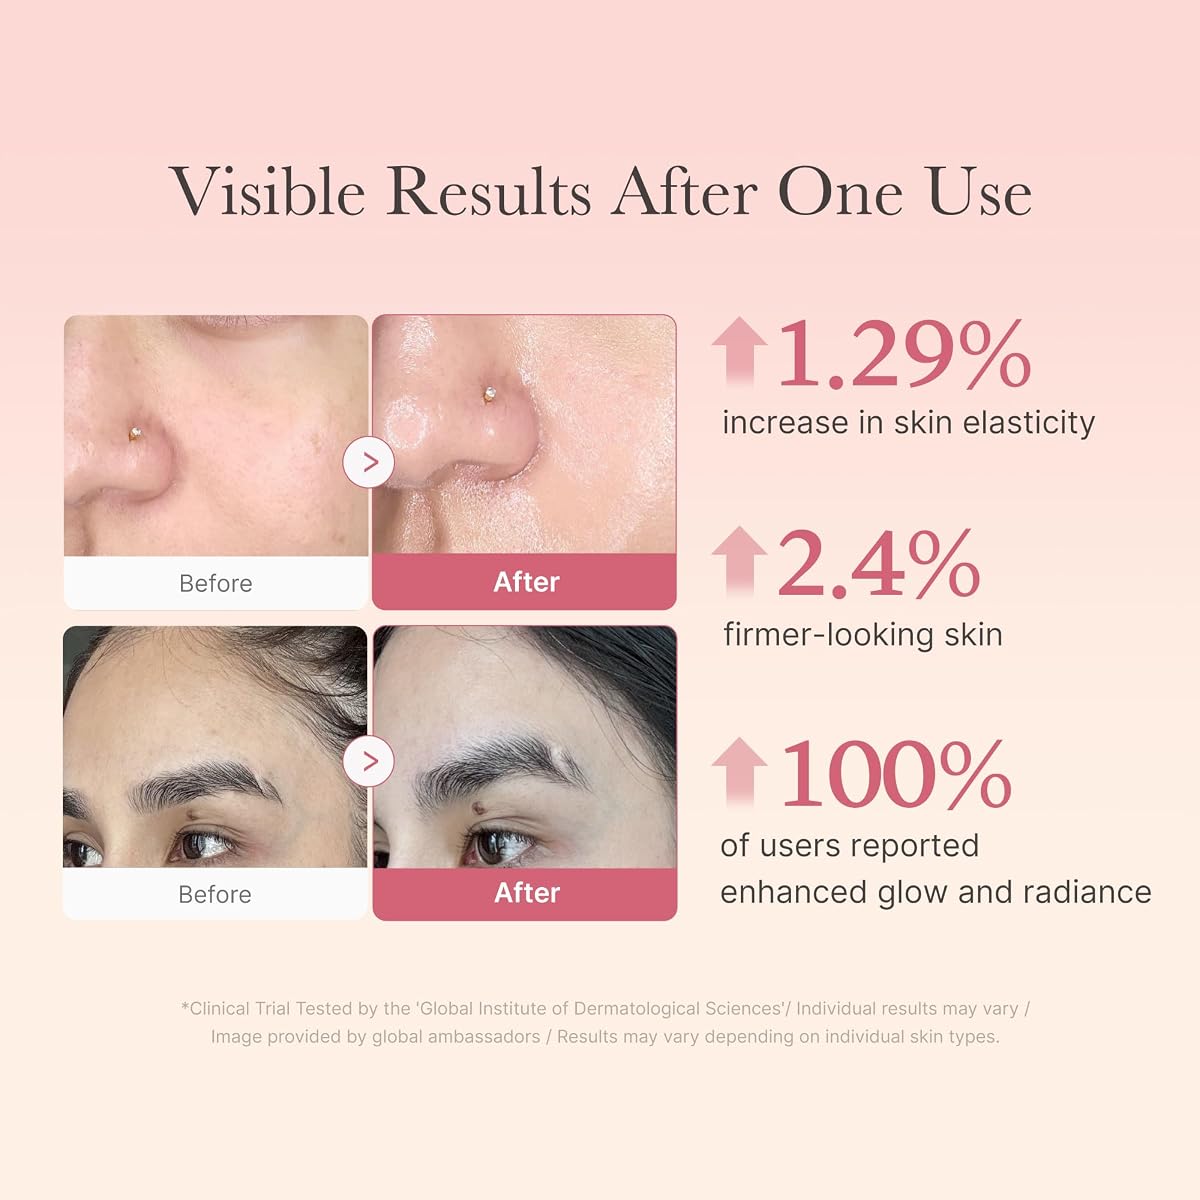 Visible Results After One Use
Before
>
After
1.29%
increase in skin elasticity
2.4%
firmer-looking skin
Before
>
After
100%
of users reported
enhanced glow and radiance
*Clinical Trial Tested by the 'Global Institute of Dermatological Sciences'/ Individual results may vary /
Image provided by global ambassadors / Results may vary depending on individual skin types.